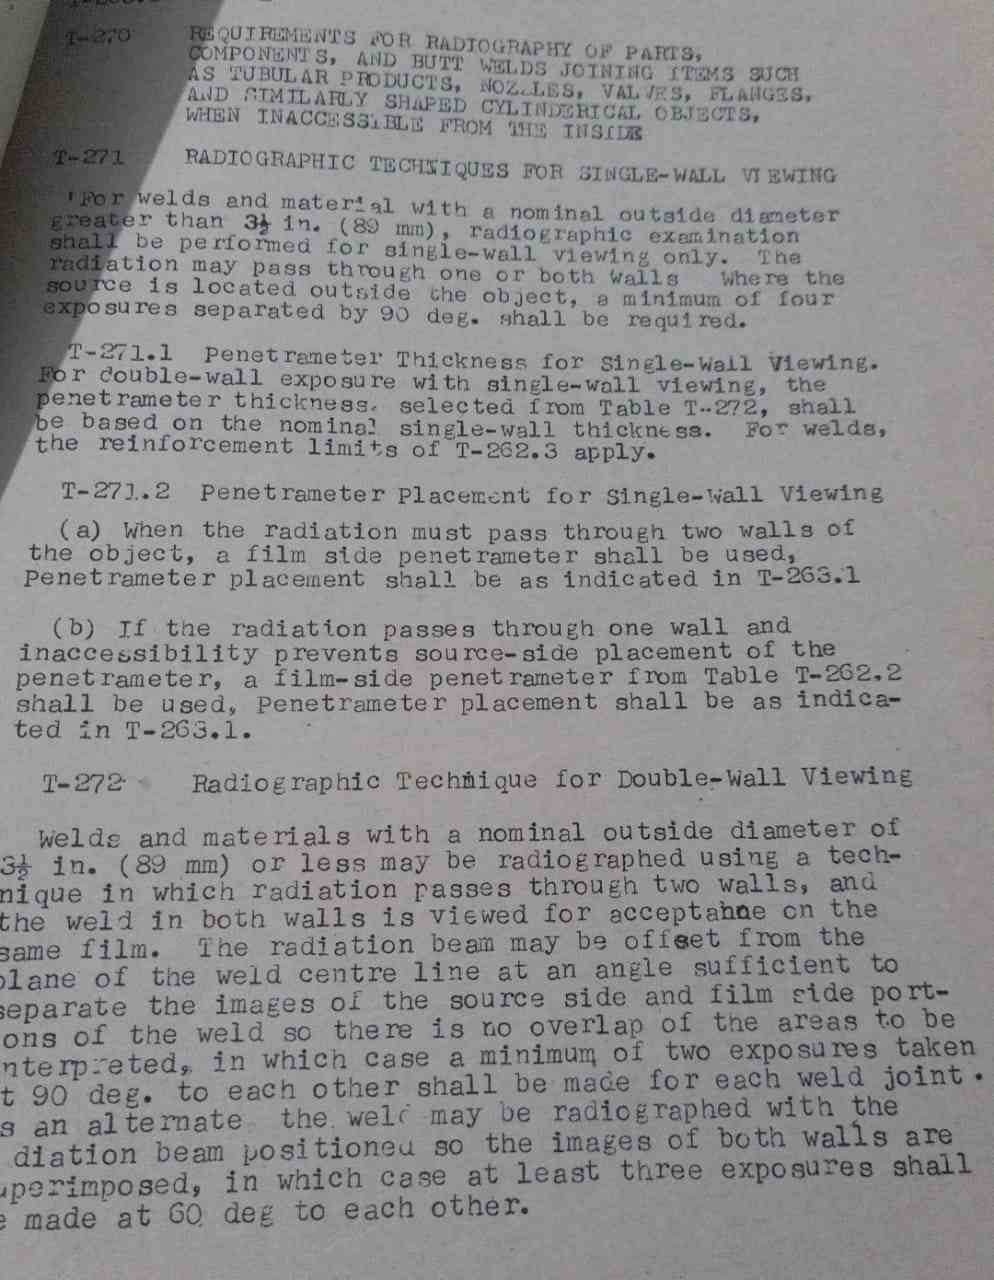 T-270 REQUIREMENTS FOR RADIOGRAPHY OF PARTS,
COMPONENTS, AND BUTT WELDS JOINING ITEMS SUCH
AS TUBULAR PRODUCTS, NOZZLES, VALVES, FLANGES,
AND SIMILARLY SHAPED CYLINDERICAL OBJECTS,
WHEN INACCESSIBLE FROM THE INSIDE
T-271 RADIOGRAPHIC TECHNIQUES FOR SINGLE-WALL VIEWING
For welds and material with a nominal outside diameter
greater than 3½ in. (89 mm), radiographic examination
shall be performed for single-wall viewing only. The
radiation may pass through one or both walls Where the
source is located outside the object, a minimum of four
exposures separated by 90 deg. shall be required.
T-271.1 Penetrameter Thickness for Single-Wall Viewing.
For double-wall exposure with single-wall viewing, the
penetrameter thickness, selected from Table T-272, shall
be based on the nominal single-wall thickness. For welds,
the reinforcement limits of T-262.3 apply.
T-271.2 Penetrameter Placement for Single-Wall Viewing
(a) When the radiation must pass through two walls of
the object, a film side penetrameter shall be used,
Penetrameter placement shall be as indicated in T-263.1
(b) If the radiation passes through one wall and
inaccessibility prevents source-side placement of the
penetrameter, a film-side penetrameter from Table T-262.2
shall be used, Penetrameter placement shall be as indica-
ted in T-263.1.
T-272 Radiographic Technique for Double-Wall Viewing
Welds and materials with a nominal outside diameter of
3½ in. (89 mm) or less may be radiographed using a tech-
nique in which radiation passes through two walls, and
the weld in both walls is viewed for acceptahne on the
same film. The radiation beam may be offset from the
plane of the weld centre line at an angle sufficient to
separate the images of the source side and film side port-
ons of the weld so there is no overlap of the areas to be
nterpreted, in which case a minimum of two exposures taken
t 90 deg. to each other shall be made for each weld joint.
s an alternate the weld may be radiographed with the
diation beam positioned so the images of both walls are
uperimposed, in which case at least three exposures shall
e made at 60 deg to each other.